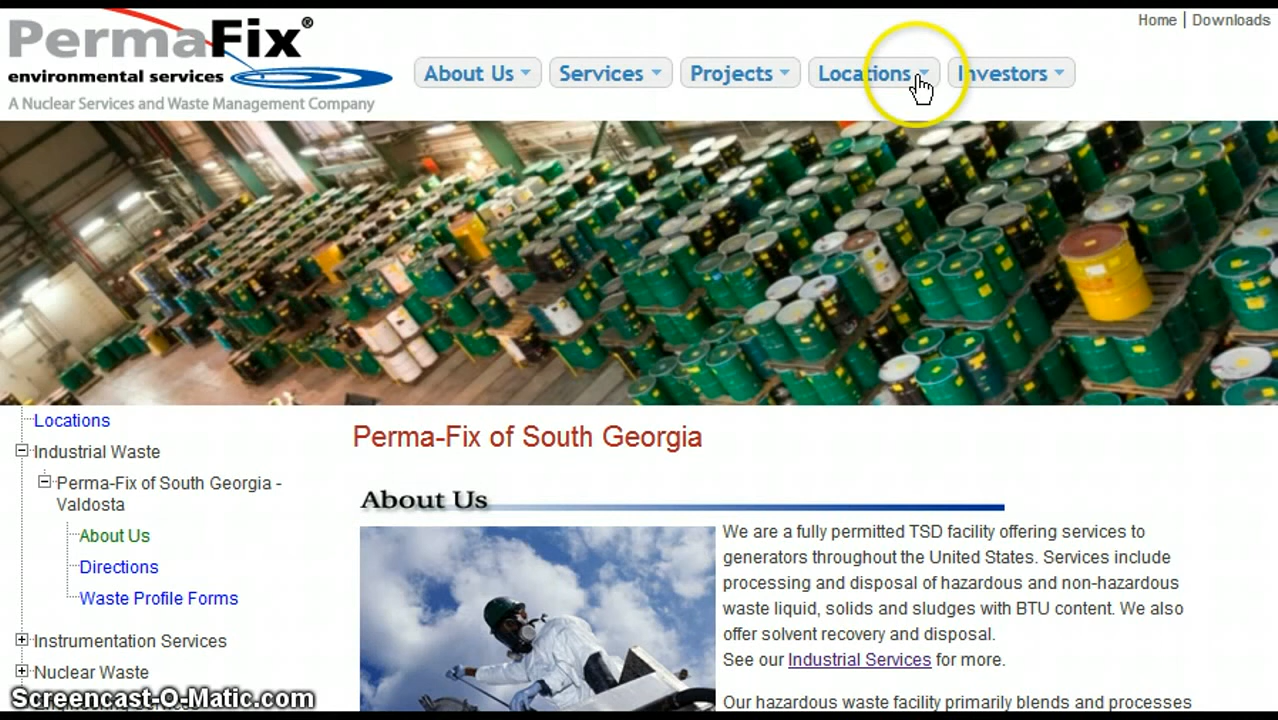 PermaFix®
environmental services
A Nuclear Services and Waste Management Company
Home | Downloads
About Us
Services
Projects
Locations
Investors
Locations
Industrial Waste
Perma-Fix of South Georgia -
Valdosta
About Us
Directions
Waste Profile Forms
Instrumentation Services
Nuclear Waste
Perma-Fix of South Georgia
About Us
We are a fully permitted TSD facility offering services to
generators throughout the United States. Services include
processing and disposal of hazardous and non-hazardous
waste liquid, solids and sludges with BTU content. We also
offer solvent recovery and disposal.
See our Industrial Services for more.
Our hazardous waste facility primarily blends and processes
Screencast-O-Matic.com